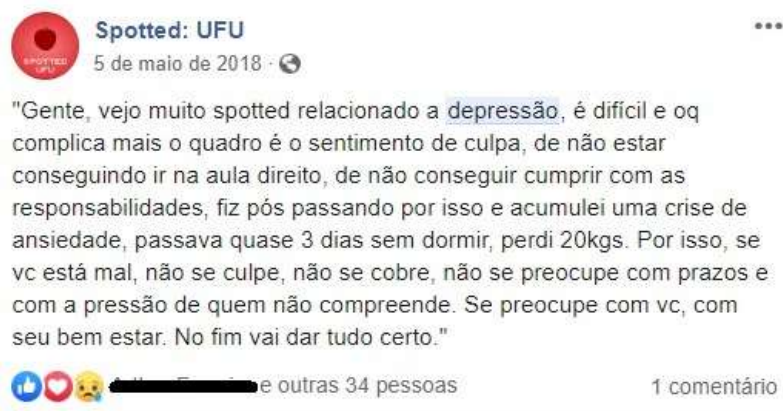 Spotted: UFU
5 de maio de 2018 ·
SPOTTED
UFU
"Gente, vejo muito spotted relacionado a depressão, é difícil e oq
complica mais o quadro é o sentimento de culpa, de não estar
conseguindo ir na aula direito, de não conseguir cumprir com as
responsabilidades, fiz pós passando por isso e acumulei uma crise de
ansiedade, passava quase 3 dias sem dormir, perdi 20kgs. Por isso, se
vc está mal, não se culpe, não se cobre, não se preocupe com prazos e
com a pressão de quem não compreende. Se preocupe com vc, com
seu bem estar. No fim vai dar tudo certo."
e outras 34 pessoas
1 comentário